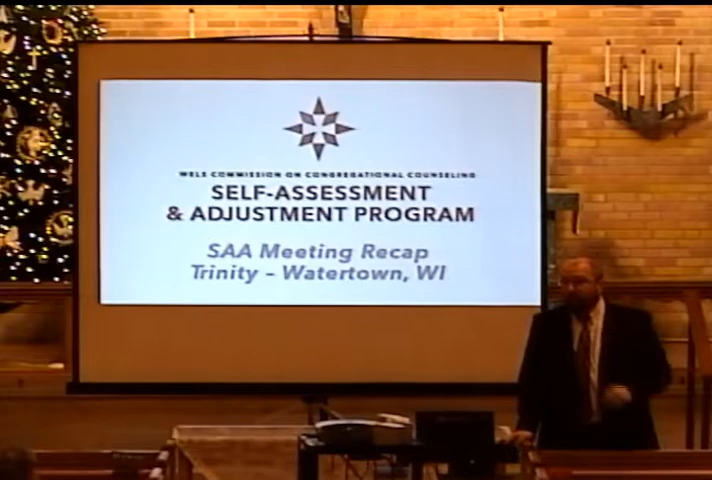 WELS COMMISSION ON CONGREGATIONAL COUNSELING
SELF-ASSESSMENT
& ADJUSTMENT PROGRAM
SAA Meeting Recap
Trinity – Watertown, WI